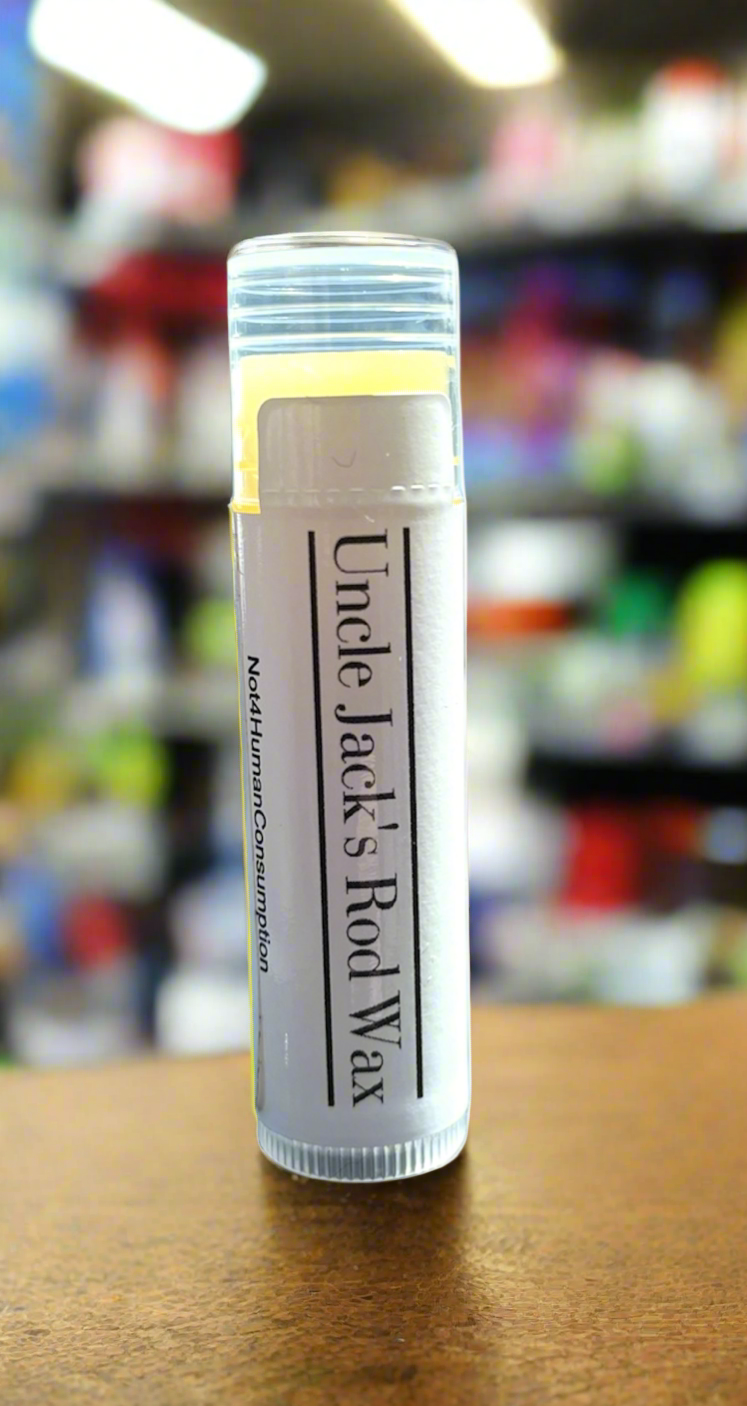 Uncle Jack's Rod Wax
Not4HumanConsumption